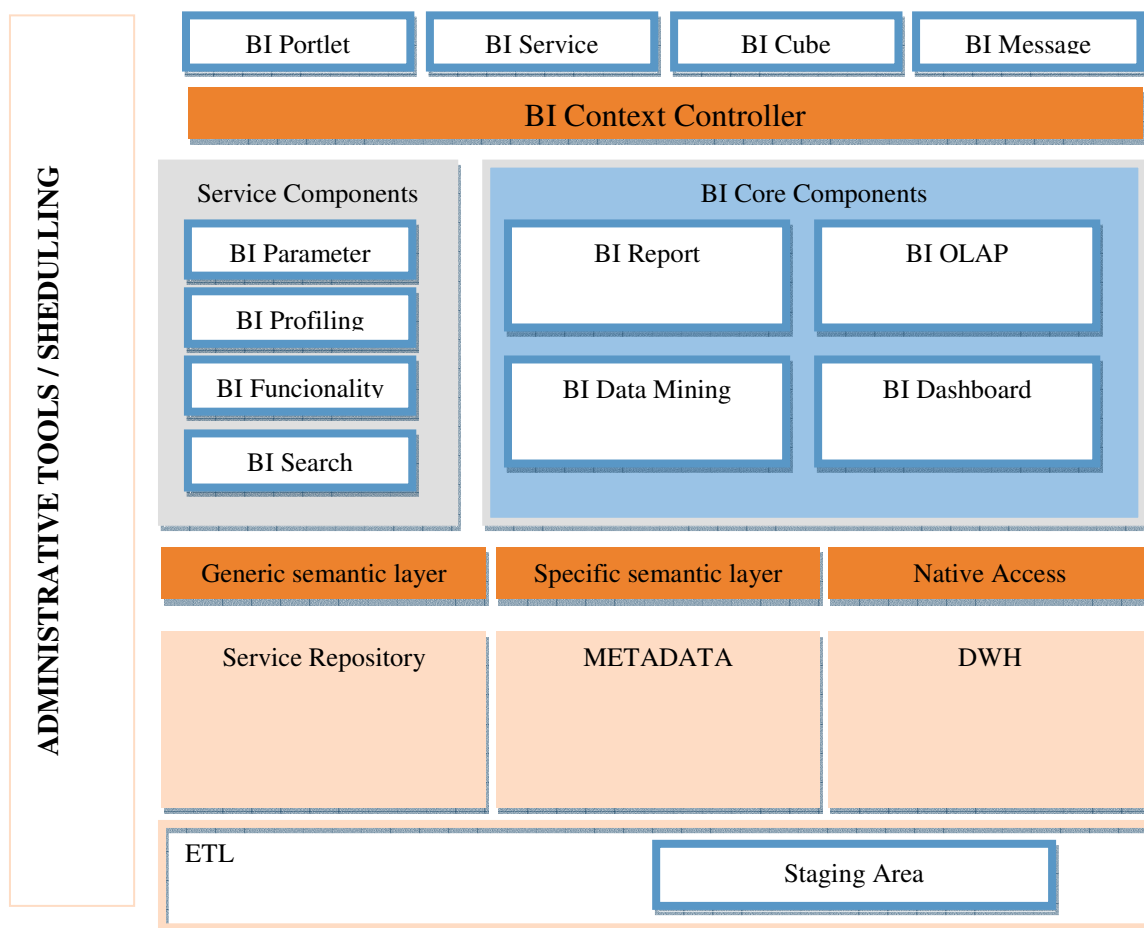 BI Portlet
BI Service
BI Cube
BI Message
BI Context Controller
ADMINISTRATIVE TOOLS / SHEDULLING
Service Components
BI Parameter
BI Profiling
BI Funcionality
BI Search
BI Core Components
BI Report
BI OLAP
BI Data Mining
BI Dashboard
Generic semantic layer
Specific semantic layer
Native Access
Service Repository
METADATA
DWH
ETL
Staging Area